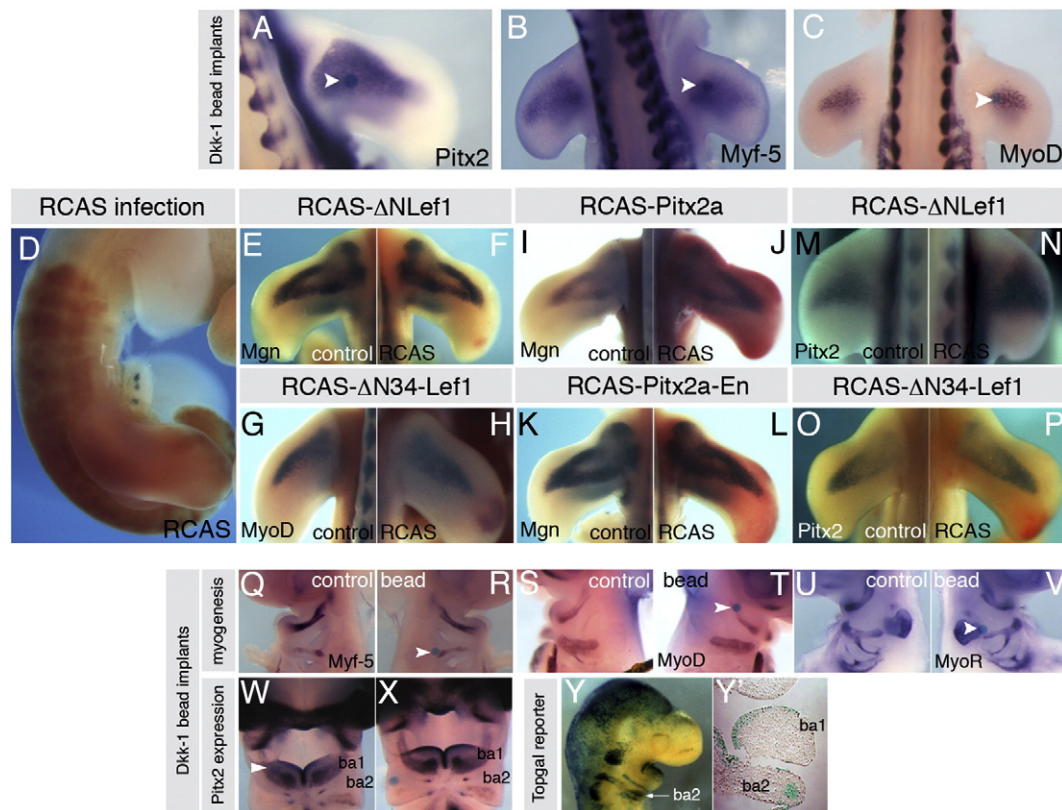 Dkk-1 bead implants
A
Pitx2
B
Myf-5
C
MyoD
RCAS infection
RCAS-ΔNLef1
RCAS-Pitx2a
RCAS-ΔNLef1
D
RCAS
E
F
Mgn control RCAS
I
J
Mgn control RCAS
M
N
Pitx2 control RCAS
RCAS-ΔN34-Lef1
RCAS-Pitx2a-En
RCAS-ΔN34-Lef1
G
H
MyoD control RCAS
K
L
Mgn control RCAS
O
P
Pitx2 control RCAS
Dkk-1 bead implants
myogenesis
Q control bead R
Myf-5
S control bead T
MyoD
U control bead V
MyoR
Pitx2 expression
W
X
ba1
ba2
ba1
ba2
Topgal reporter
Y
ba2
Y'
ba1
ba2